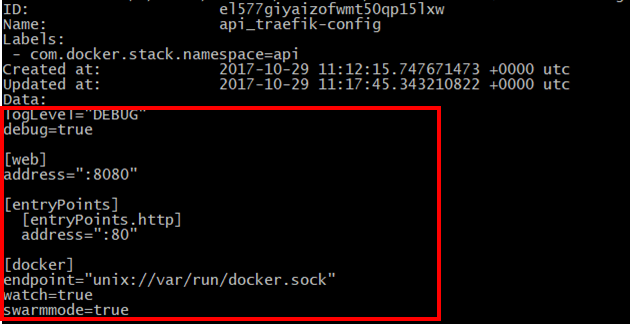 ID: el577giyaizofwmt50qp15lxw
Name: api_traefik-config
Labels:
 - com.docker.stack.namespace=api
Created at: 2017-10-29 11:12:15.747671473 +0000 utc
Updated at: 2017-10-29 11:17:45.343210822 +0000 utc
Data:
logLevel="DEBUG"
debug=true
[web]
address=":8080"
[entryPoints]
  [entryPoints.http]
  address=":80"
[docker]
endpoint="unix://var/run/docker.sock"
watch=true
swarmmode=true